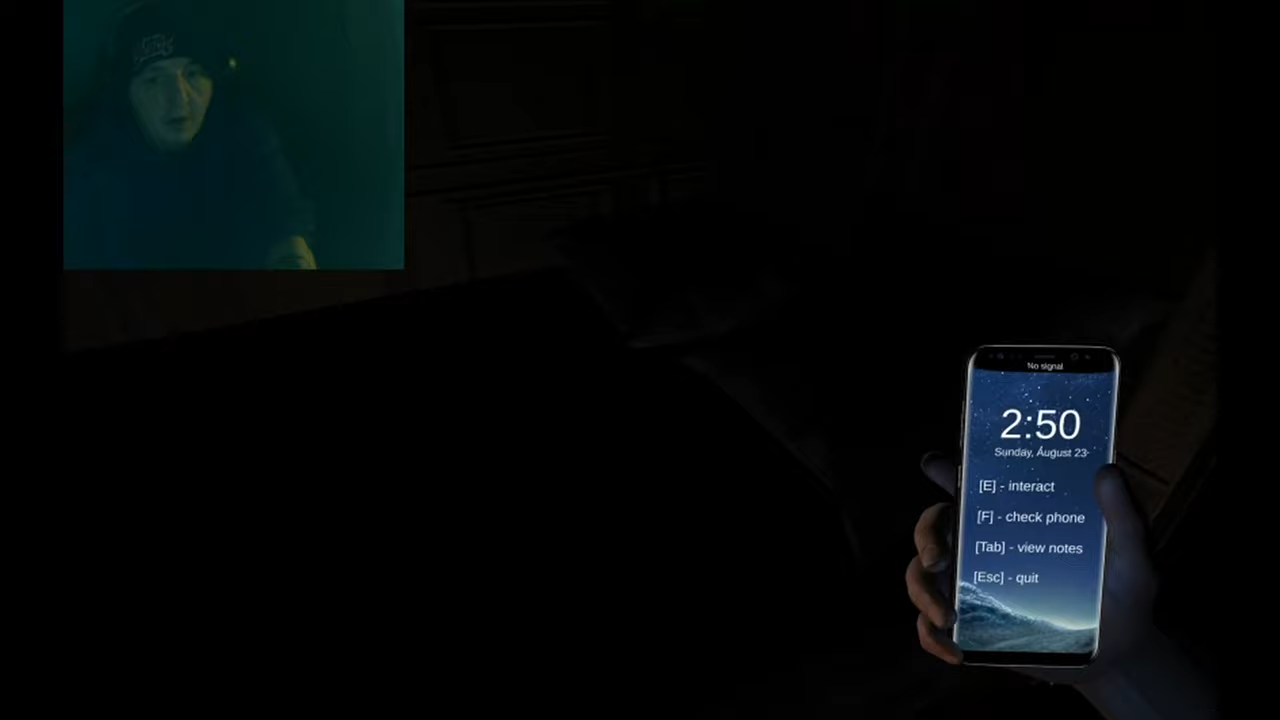 No signal
2:50
Sunday, August 23
[E] - interact
[F] - check phone
[Tab] - view notes
[Esc] - quit